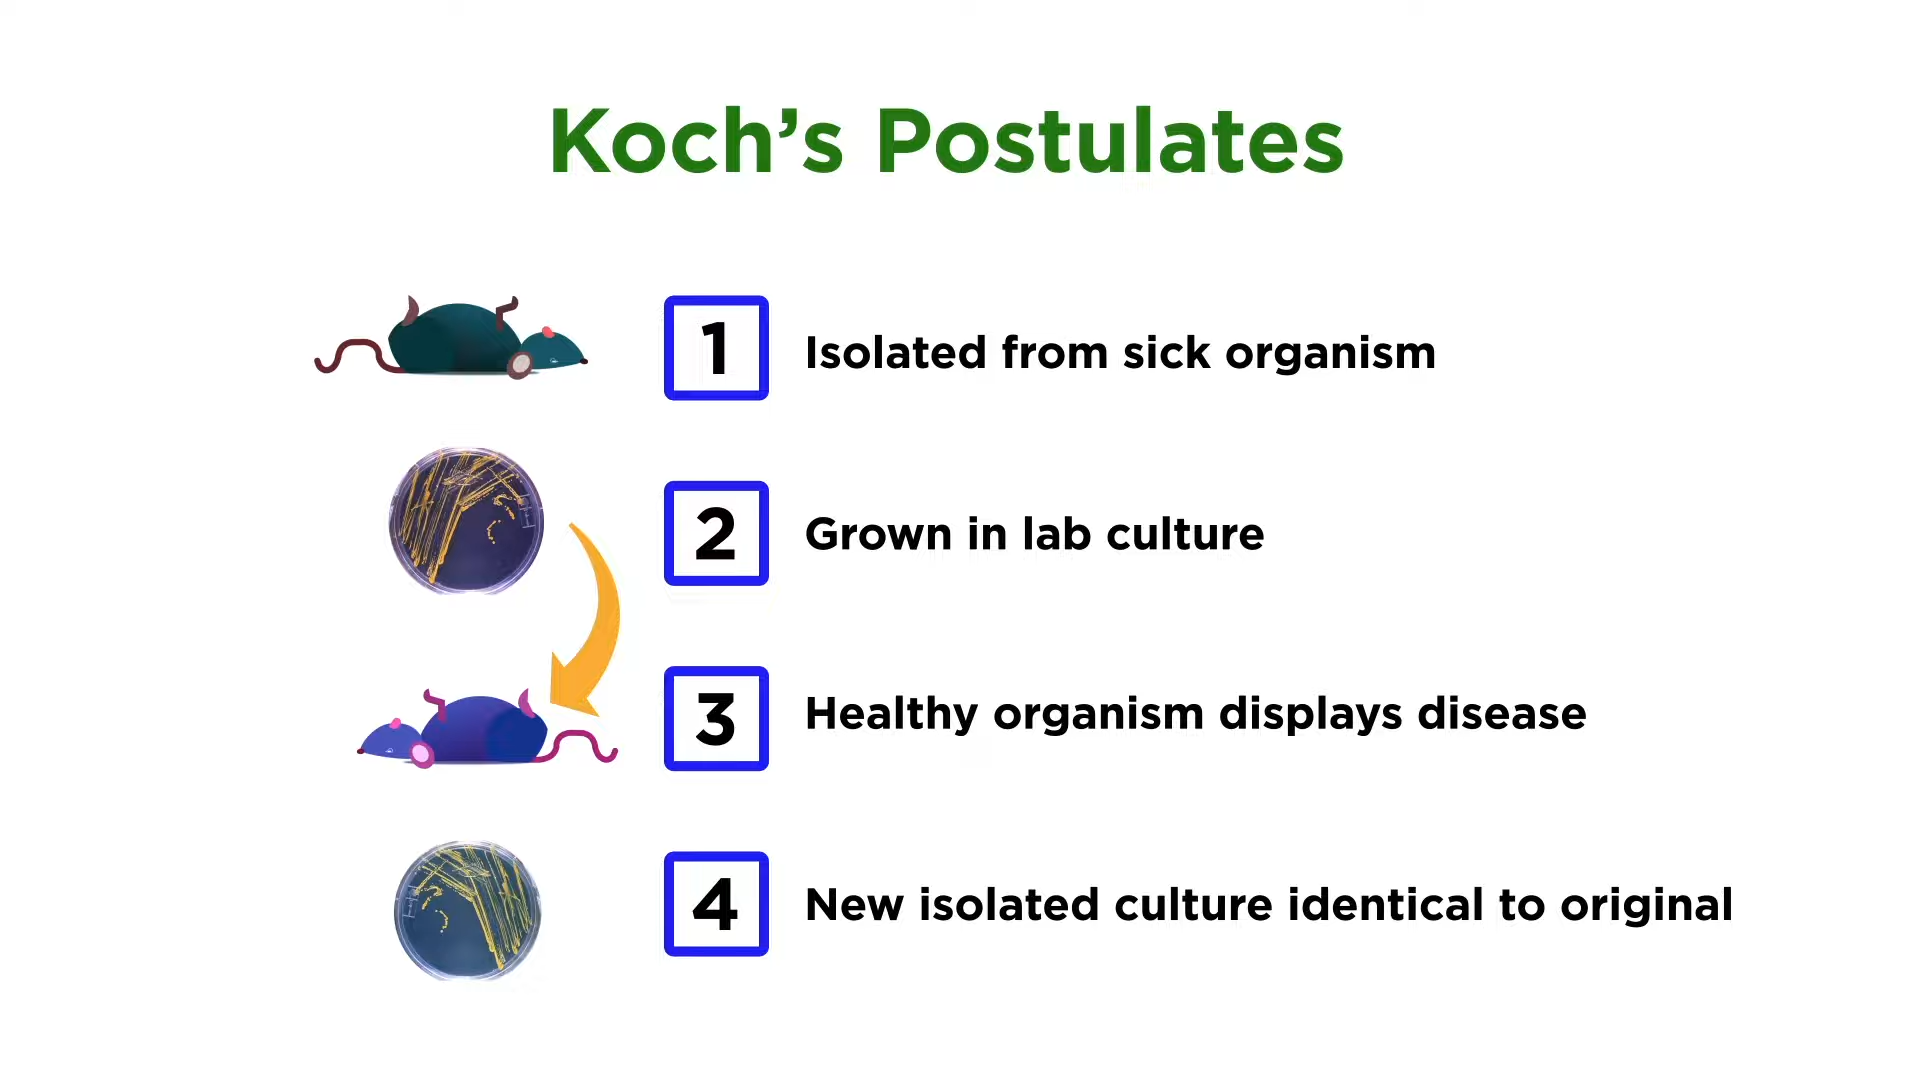 Koch’s Postulates
1 Isolated from sick organism
2 Grown in lab culture
3 Healthy organism displays disease
4 New isolated culture identical to original